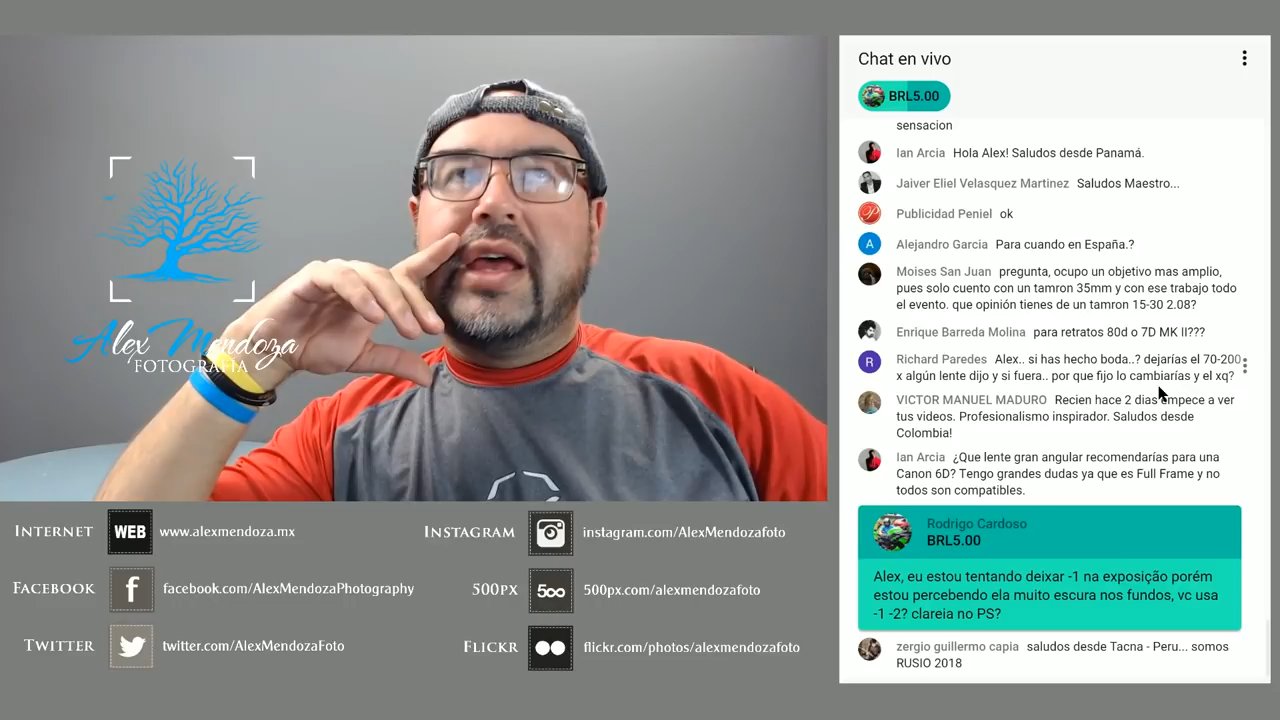 Alex Mendoza
FOTOGRAFÍA
INTERNET
WEB
www.alexmendoza.mx
FACEBOOK
f
facebook.com/AlexMendozaPhotography
TWITTER
twitter.com/AlexMendozaFoto
INSTAGRAM
instagram.com/AlexMendozafoto
500PX
500
500px.com/alexmendozafoto
FLICKR
flickr.com/photos/alexmendozafoto
Chat en vivo
BRL5.00
sensacion
Ian Arcia Hola Alex! Saludos desde Panamá.
Jaiver Eliel Velasquez Martinez Saludos Maestro...
P
Publicidad Peniel ok
A
Alejandro Garcia Para cuando en España.?
Moises San Juan pregunta, ocupo un objetivo mas amplio,
pues solo cuento con un tamron 35mm y con ese trabajo todo
el evento. que opinión tienes de un tamron 15-30 2.08?
Enrique Barreda Molina para retratos 80d o 7D MK II???
R
Richard Paredes Alex.. si has hecho boda..? dejarías el 70-200
x algún lente dijo y si fuera.. por que fijo lo cambiarías y el xq?
VICTOR MANUEL MADURO Recien hace 2 dias empece a ver
tus videos. Profesionalismo inspirador. Saludos desde
Colombia!
Ian Arcia ¿Que lente gran angular recomendarías para una
Canon 6D? Tengo grandes dudas ya que es Full Frame y no
todos son compatibles.
Rodrigo Cardoso
BRL5.00
Alex, eu estou tentando deixar -1 na exposição porém
estou percebendo ela muito escura nos fundos, vc usa
-1 -2? clareia no PS?
zergio guillermo capia saludos desde Tacna - Peru... somos
RUSIO 2018